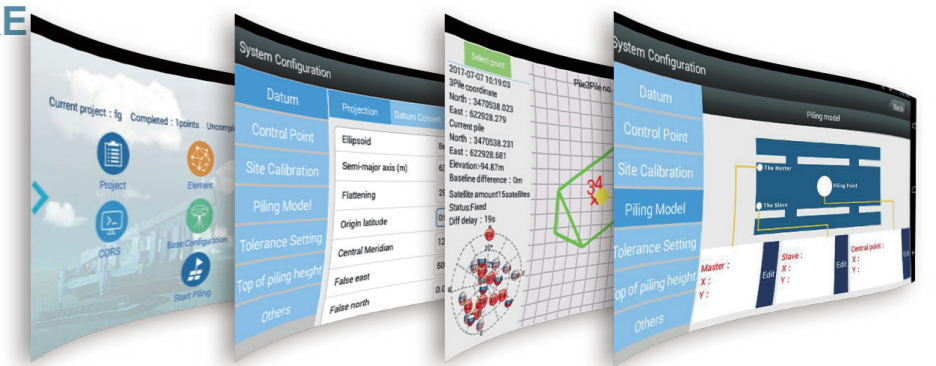 RE
Current project : fg Completed : 1points
Project
Element
CORS
Base Configuration
Start Piling
System Configuration
Datum
Control Point
Site Calibration
Piling Model
Tolerance Setting
Top of piling height
Others
Projection
Datum Convert
Ellipsoid
Semi-major axis (m)
Flattening
Origin latitude
Central Meridian
False east
False north
Select point
2017-07-07 10:19:03
3Pile coordinate
North : 3470538.023
East : 622928.279
Current pile
North : 3470538.231
East : 622928.681
Elevation:-94.87m
Baseline difference : 0m
Satellite amount15satellites
Status:Fixed
Diff delay : 19s
Pile3Pile no.
34
System Configuration
Back
Datum
Control Point
Site Calibration
Piling Model
Tolerance Setting
Top of piling height
Others
Piling model
The Master
Piling Point
The Slave
Master :
X :
Y :
Edit
Slave :
X :
Y :
Edit
Central point :
X :
Y :